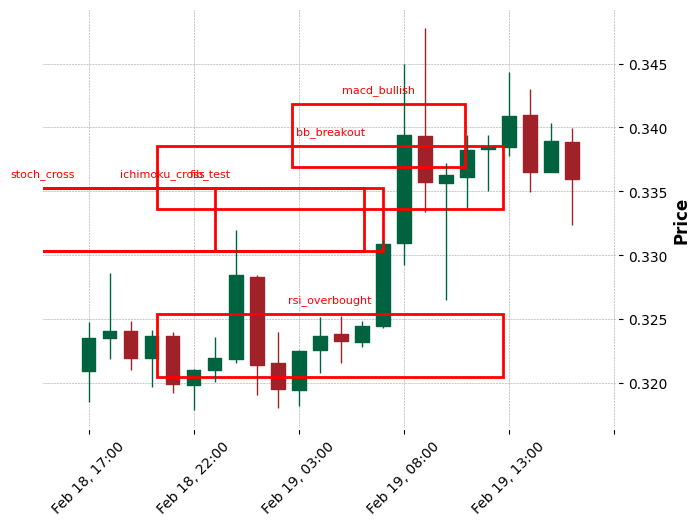 macd_bullish
bb_breakout
stoch_cross
ichimoku_cross
fib_test
rsi_overbought
0.345
0.340
0.335
0.330
0.325
0.320
Price
Feb 18, 17:00
Feb 18, 22:00
Feb 19, 03:00
Feb 19, 08:00
Feb 19, 13:00